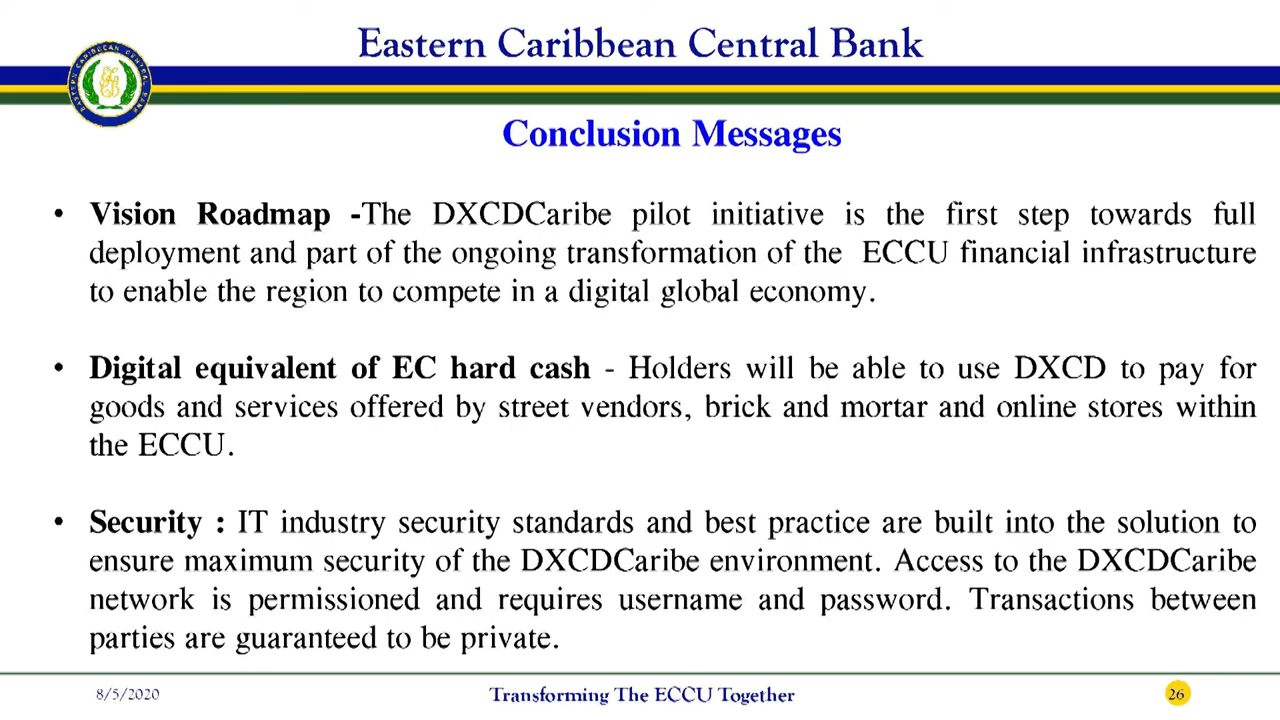 Eastern Caribbean Central Bank
EASTERN CARIBBEAN CENTRAL BANK
Conclusion Messages
• Vision Roadmap -The DXCDCaribe pilot initiative is the first step towards full
deployment and part of the ongoing transformation of the ECCU financial infrastructure
to enable the region to compete in a digital global economy.
• Digital equivalent of EC hard cash - Holders will be able to use DXCD to pay for
goods and services offered by street vendors, brick and mortar and online stores within
the ECCU.
• Security : IT industry security standards and best practice are built into the solution to
ensure maximum security of the DXCDCaribe environment. Access to the DXCDCaribe
network is permissioned and requires username and password. Transactions between
parties are guaranteed to be private.
8/5/2020
Transforming The ECCU Together
26